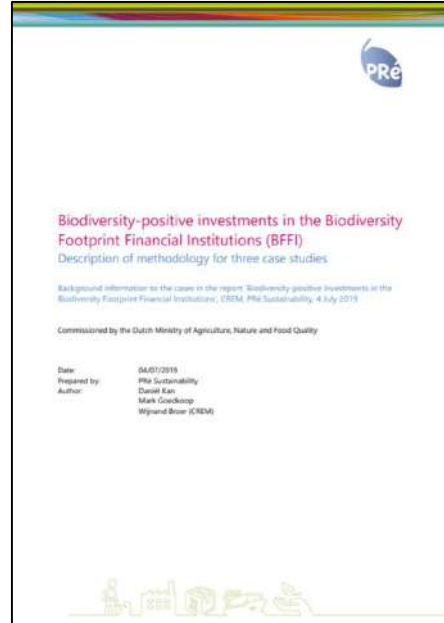 PRé
Biodiversity-positive investments in the Biodiversity
Footprint Financial Institutions (BFFI)
Description of methodology for three case studies
Background information to the cases in the report 'Biodiversity-positive investments in the
Biodiversity Footprint Financial Institutions', CREM, PRé Sustainability, 4 July 2019
Commissioned by the Dutch Ministry of Agriculture, Nature and Food Quality
Date: 04/07/2019
Prepared by: PRé Sustainability
Author: Daniël Kan
Mark Goedkoop
Wijnand Broer (CREM)